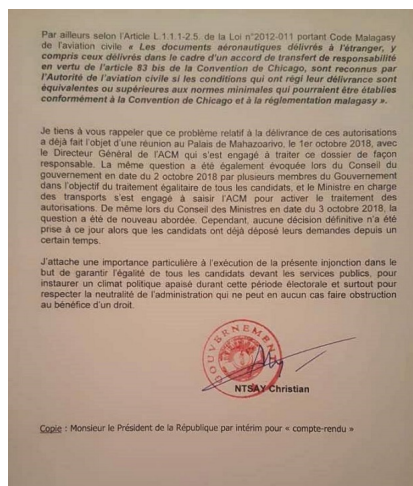 Par ailleurs selon l'Article L.1.1.1-2.5. de la Loi n°2012-011 portant Code Malagasy
de l'aviation civile « Les documents aéronautiques délivrés à l'étranger, y
compris ceux délivrés dans le cadre d'un accord de transfert de responsabilité
en vertu de l'article 83 bis de la Convention de Chicago, sont reconnus par
l'Autorité de l'aviation civile si les conditions qui ont régi leur délivrance sont
équivalentes ou supérieures aux normes minimales qui pourraient être établies
conformément à la Convention de Chicago et à la réglementation malagasy ».
Je tiens à vous rappeler que ce problème relatif à la délivrance de ces autorisations
a déjà fait l'objet d'une réunion au Palais de Mahazoarivo, le 1er octobre 2018, avec
le Directeur Général de l'ACM qui s'est engagé à traiter ce dossier de façon
responsable. La même question a été également évoquée lors du Conseil du
gouvernement en date du 2 octobre 2018 par plusieurs membres du Gouvernement
dans l'objectif du traitement égalitaire de tous les candidats, et le Ministre en charge
des transports s'est engagé à saisir l'ACM pour activer le traitement des
autorisations. De même lors du Conseil des Ministres en date du 3 octobre 2018, la
question a été de nouveau abordée. Cependant, aucune décision définitive n'a été
prise à ce jour alors que les candidats ont déjà déposé leurs demandes depuis un
certain temps.
J'attache une importance particulière à l'exécution de la présente injonction dans le
but de garantir l'égalité de tous les candidats devant les services publics, pour
instaurer un climat politique apaisé durant cette période électorale et surtout pour
respecter la neutralité de l'administration qui ne peut en aucun cas faire obstruction
au bénéfice d'un droit.
GOUVERNEMENT
NTSAY Christian
Copie : Monsieur le Président de la République par intérim pour « compte-rendu »